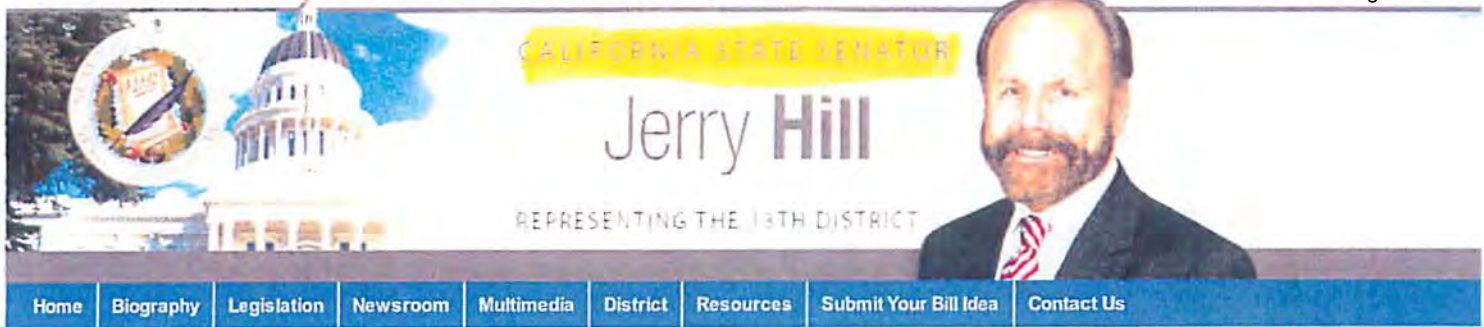 CALIFORNIA STATE SENATOR
Jerry Hill
REPRESENTING THE 13TH DISTRICT
Home Biography Legislation Newsroom Multimedia District Resources Submit Your Bill Idea Contact Us